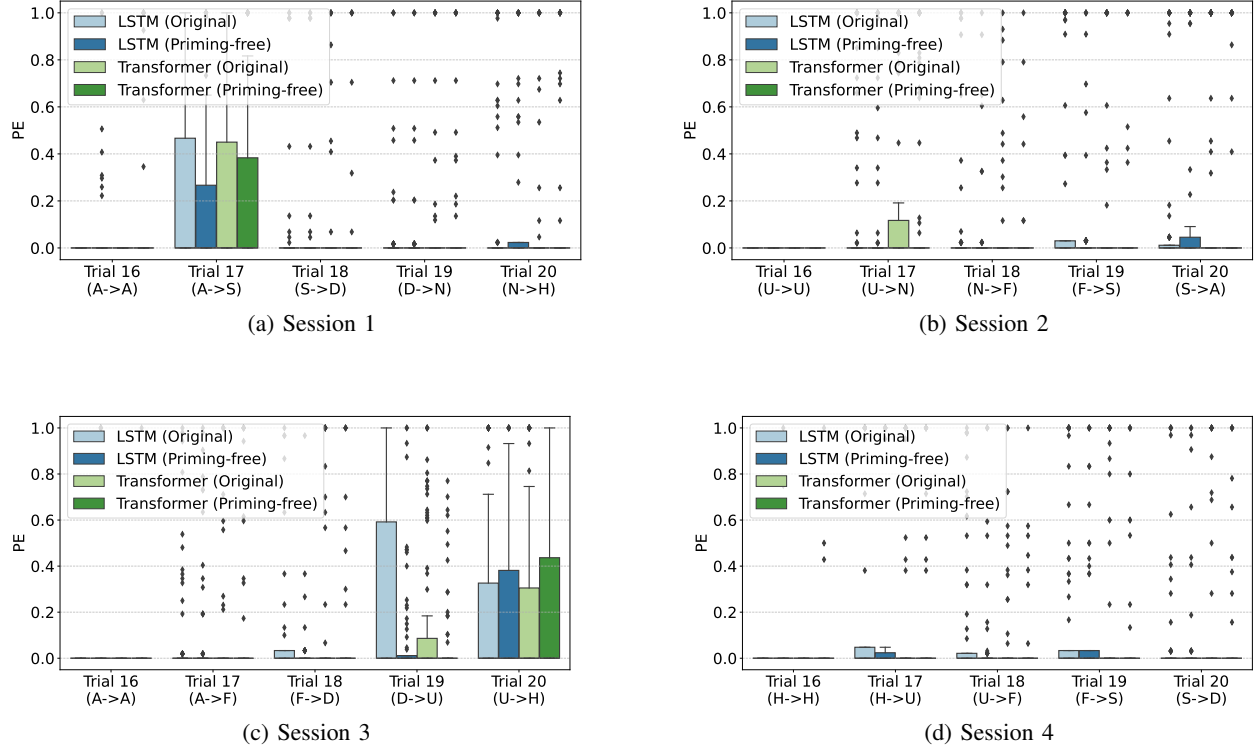 1.0
0.8
0.6
0.4
0.2
0.0
PE
LSTM (Original)
LSTM (Priming-free)
Transformer (Original)
Transformer (Priming-free)
Trial 16 Trial 17 Trial 18 Trial 19 Trial 20
(A->A) (A->S) (S->D) (D->N) (N->H)
(a) Session 1
1.0
0.8
0.6
0.4
0.2
0.0
PE
LSTM (Original)
LSTM (Priming-free)
Transformer (Original)
Transformer (Priming-free)
Trial 16 Trial 17 Trial 18 Trial 19 Trial 20
(U->U) (U->N) (N->F) (F->S) (S->A)
(b) Session 2
1.0
0.8
0.6
0.4
0.2
0.0
PE
LSTM (Original)
LSTM (Priming-free)
Transformer (Original)
Transformer (Priming-free)
Trial 16 Trial 17 Trial 18 Trial 19 Trial 20
(A->A) (A->F) (F->D) (D->U) (U->H)
(c) Session 3
1.0
0.8
0.6
0.4
0.2
0.0
PE
LSTM (Original)
LSTM (Priming-free)
Transformer (Original)
Transformer (Priming-free)
Trial 16 Trial 17 Trial 18 Trial 19 Trial 20
(H->H) (H->U) (U->F) (F->S) (S->D)
(d) Session 4